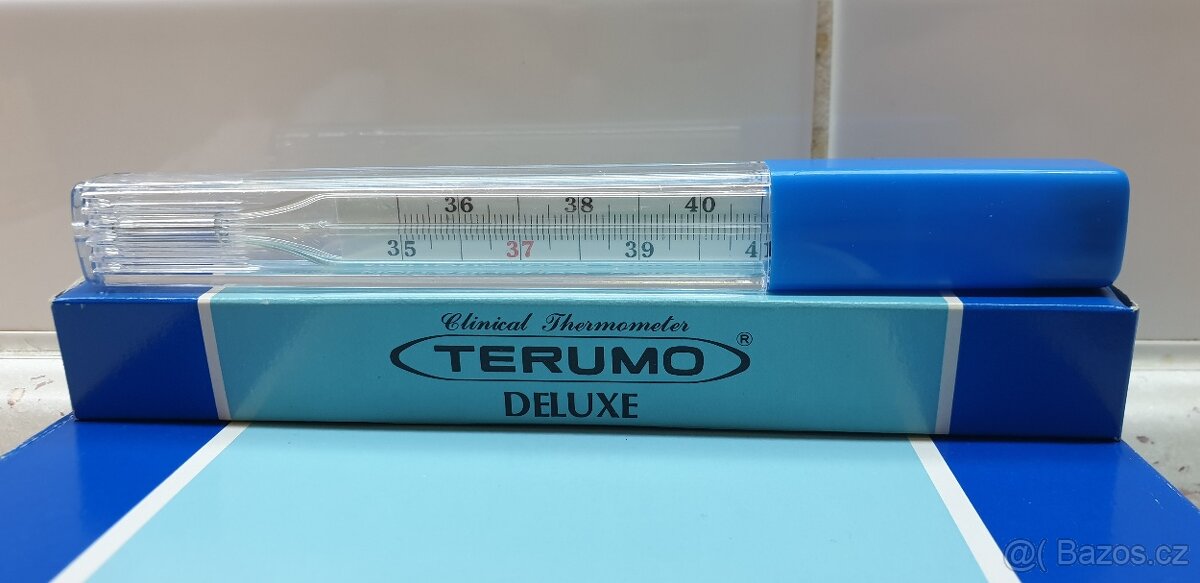 36 38 40
35 37 39 41
Clinical Thermometer
TERUMO®
DELUXE
@( Bazos.cz